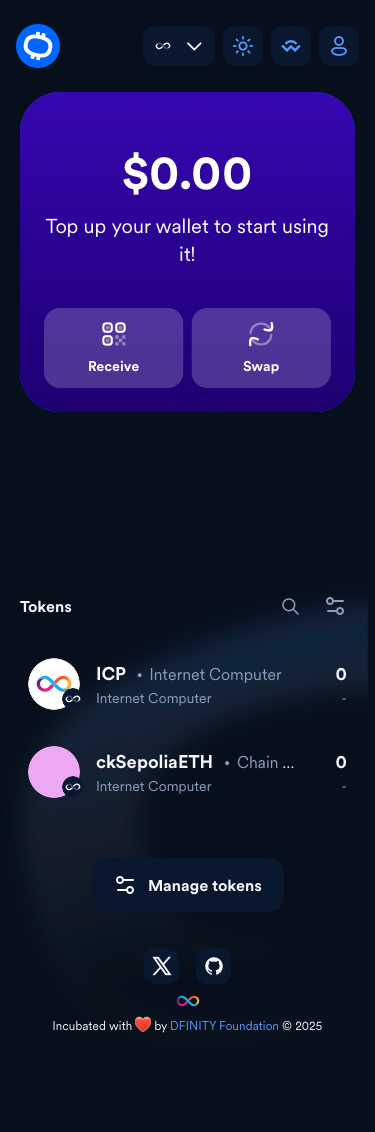 $0.00
Top up your wallet to start using
it!
Receive
Swap
Tokens
ICP • Internet Computer 0
Internet Computer -
ckSepoliaETH • Chain ... 0
Internet Computer -
Manage tokens
Incubated with ❤️ by DFINITY Foundation © 2025